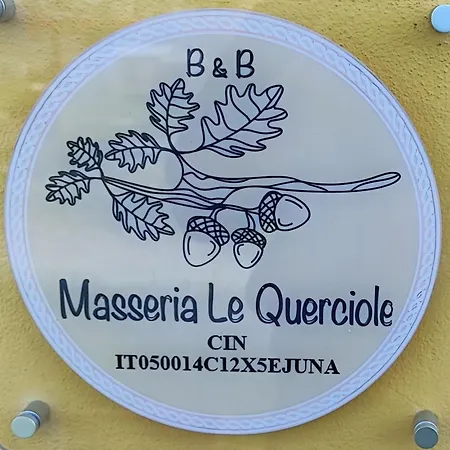 B & B
Masseria Le Querciole
CIN
IT050014C12X5EJUNA